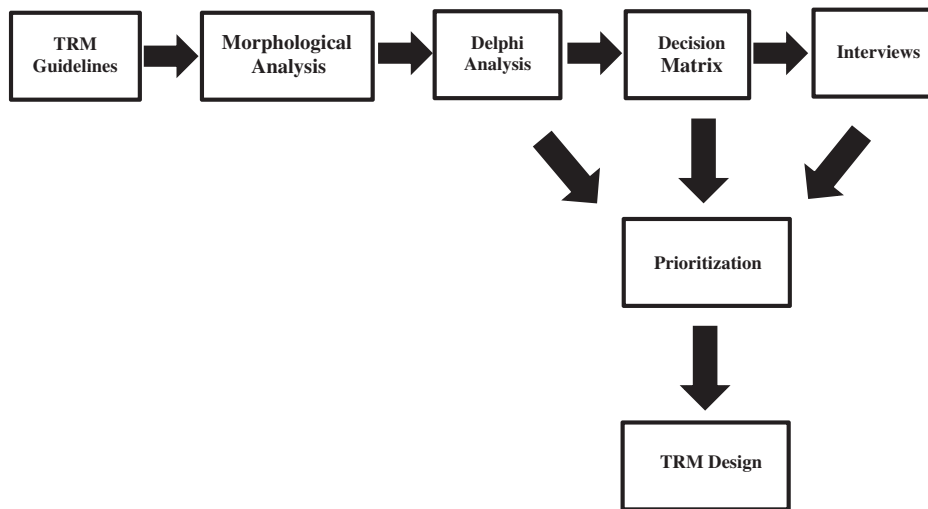 TRM
Guidelines
Morphological
Analysis
Delphi
Analysis
Decision
Matrix
Interviews
Prioritization
TRM Design